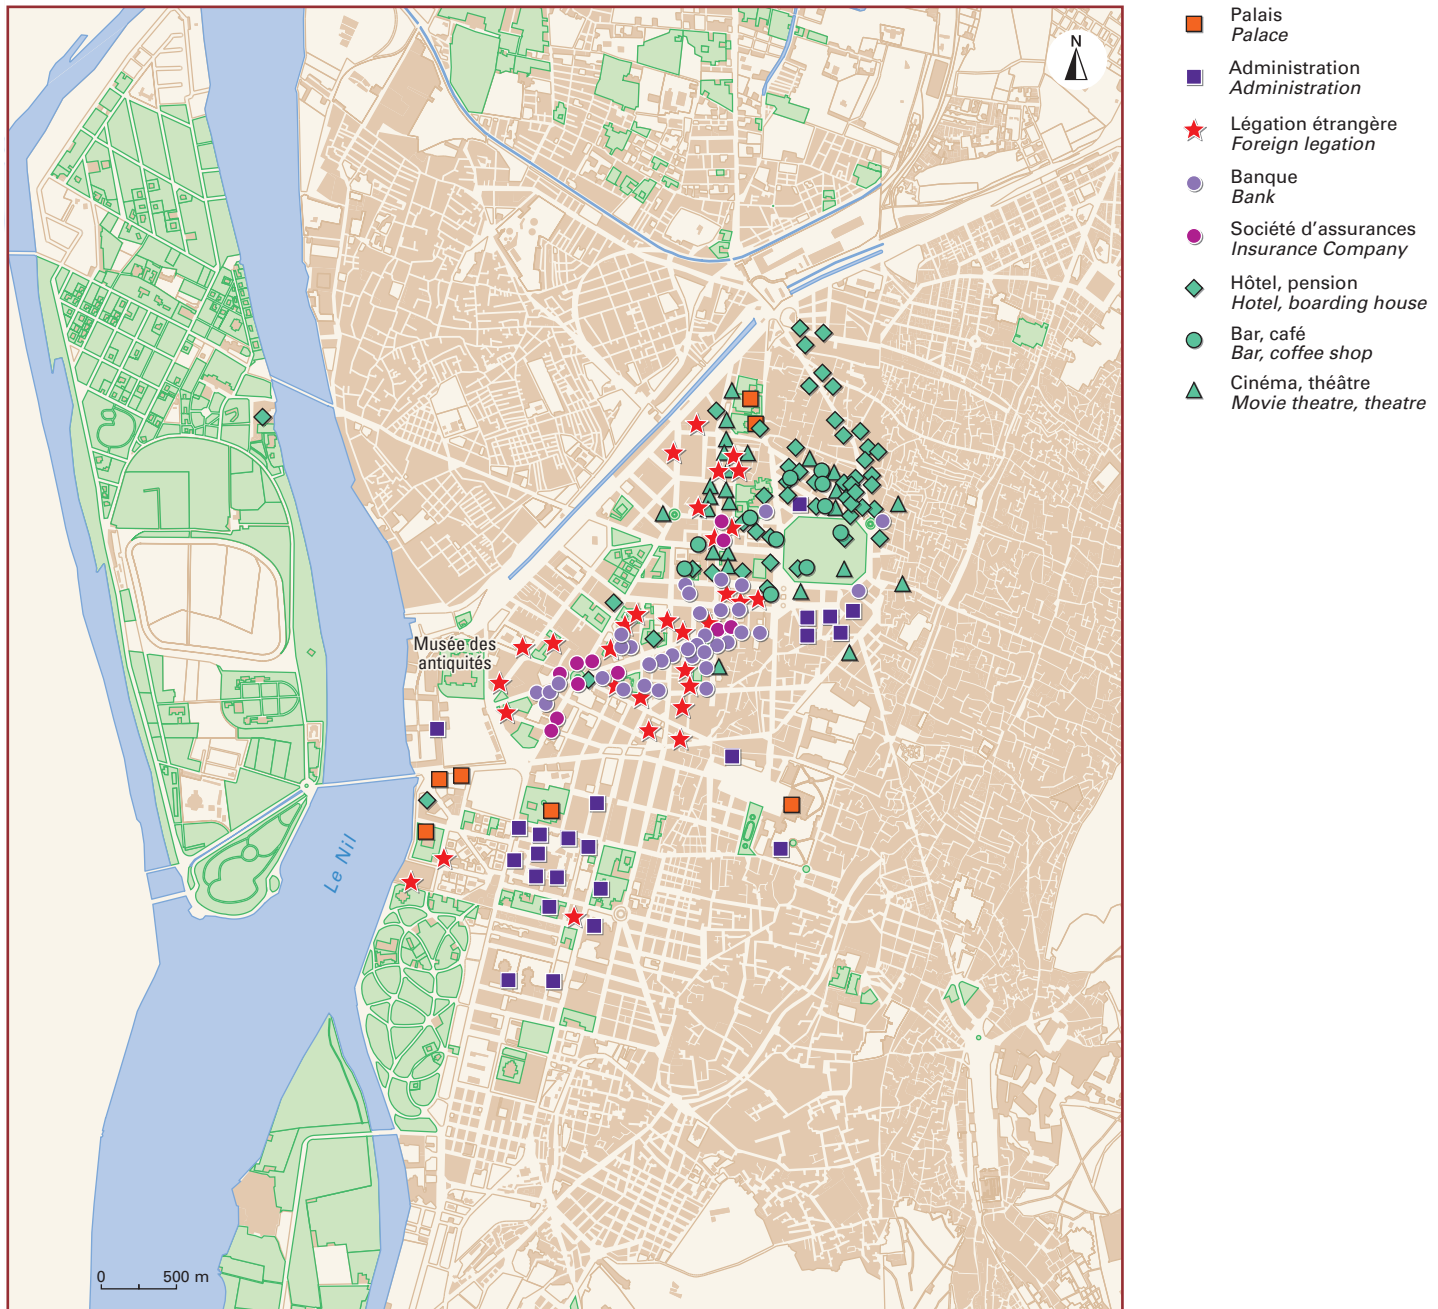 N
Musée des
antiquités
Le Nil
0 500 m
Palais
Palace
Administration
Administration
Légation étrangère
Foreign legation
Banque
Bank
Société d'assurances
Insurance Company
Hôtel, pension
Hotel, boarding house
Bar, café
Bar, coffee shop
Cinéma, théâtre
Movie theatre, theatre